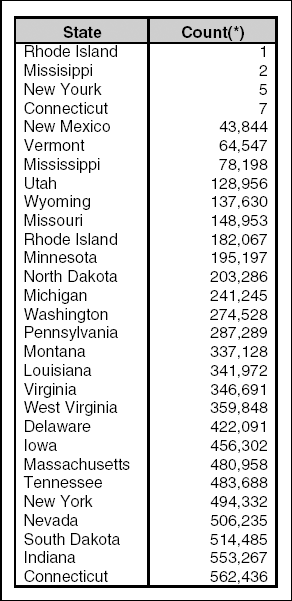 State Count(*)
Rhode Island 1
Missisippi 2
New Yourk 5
Connecticut 7
New Mexico 43,844
Vermont 64,547
Mississippi 78,198
Utah 128,956
Wyoming 137,630
Missouri 148,953
Rhode Island 182,067
Minnesota 195,197
North Dakota 203,286
Michigan 241,245
Washington 274,528
Pennsylvania 287,289
Montana 337,128
Louisiana 341,972
Virginia 346,691
West Virginia 359,848
Delaware 422,091
Iowa 456,302
Massachusetts 480,958
Tennessee 483,688
New York 494,332
Nevada 506,235
South Dakota 514,485
Indiana 553,267
Connecticut 562,436